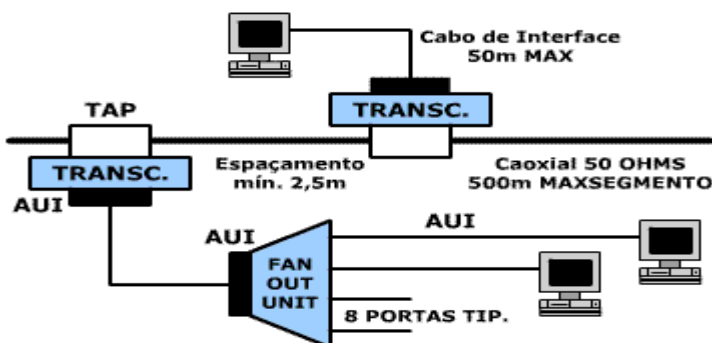 Cabo de Interface
50m MAX
TAP
TRANSC.
TRANSC.
Espaçamento
mín. 2,5m
Caoxial 50 OHMS
500m MAXSEGMENTO
AUI
AUI
AUI
FAN
OUT
UNIT
8 PORTAS TIP.